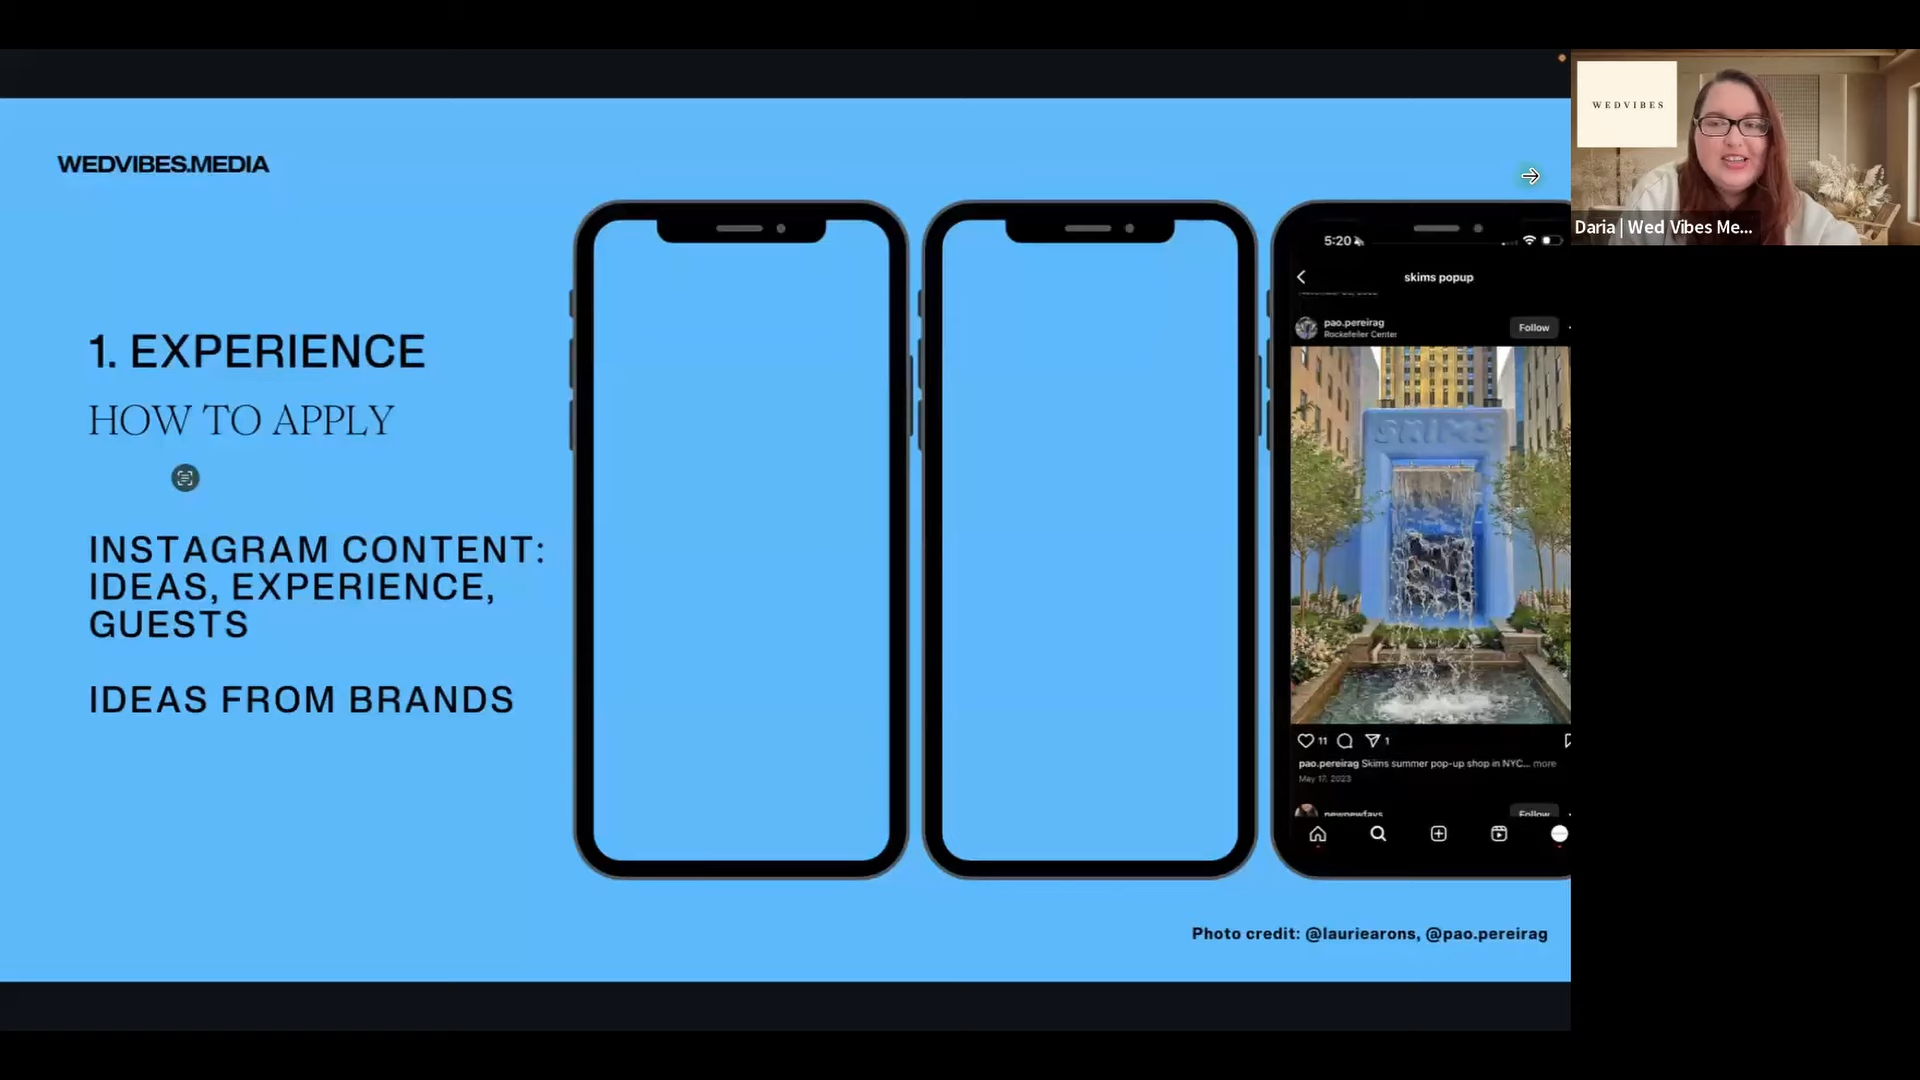 WEDVIBES.MEDIA
1. EXPERIENCE
HOW TO APPLY
INSTAGRAM CONTENT:
IDEAS, EXPERIENCE,
GUESTS
IDEAS FROM BRANDS
5:20
skims popup
pao.pereirag
Rockefeller Center
Follow
SKIMS
11
1
pao.pereirag Skims summer pop-up shop in NYC... more
May 17, 2023
Follow
Photo credit: @lauriearons, @pao.pereirag
WEDVIBES
Daria | Wed Vibes Me...